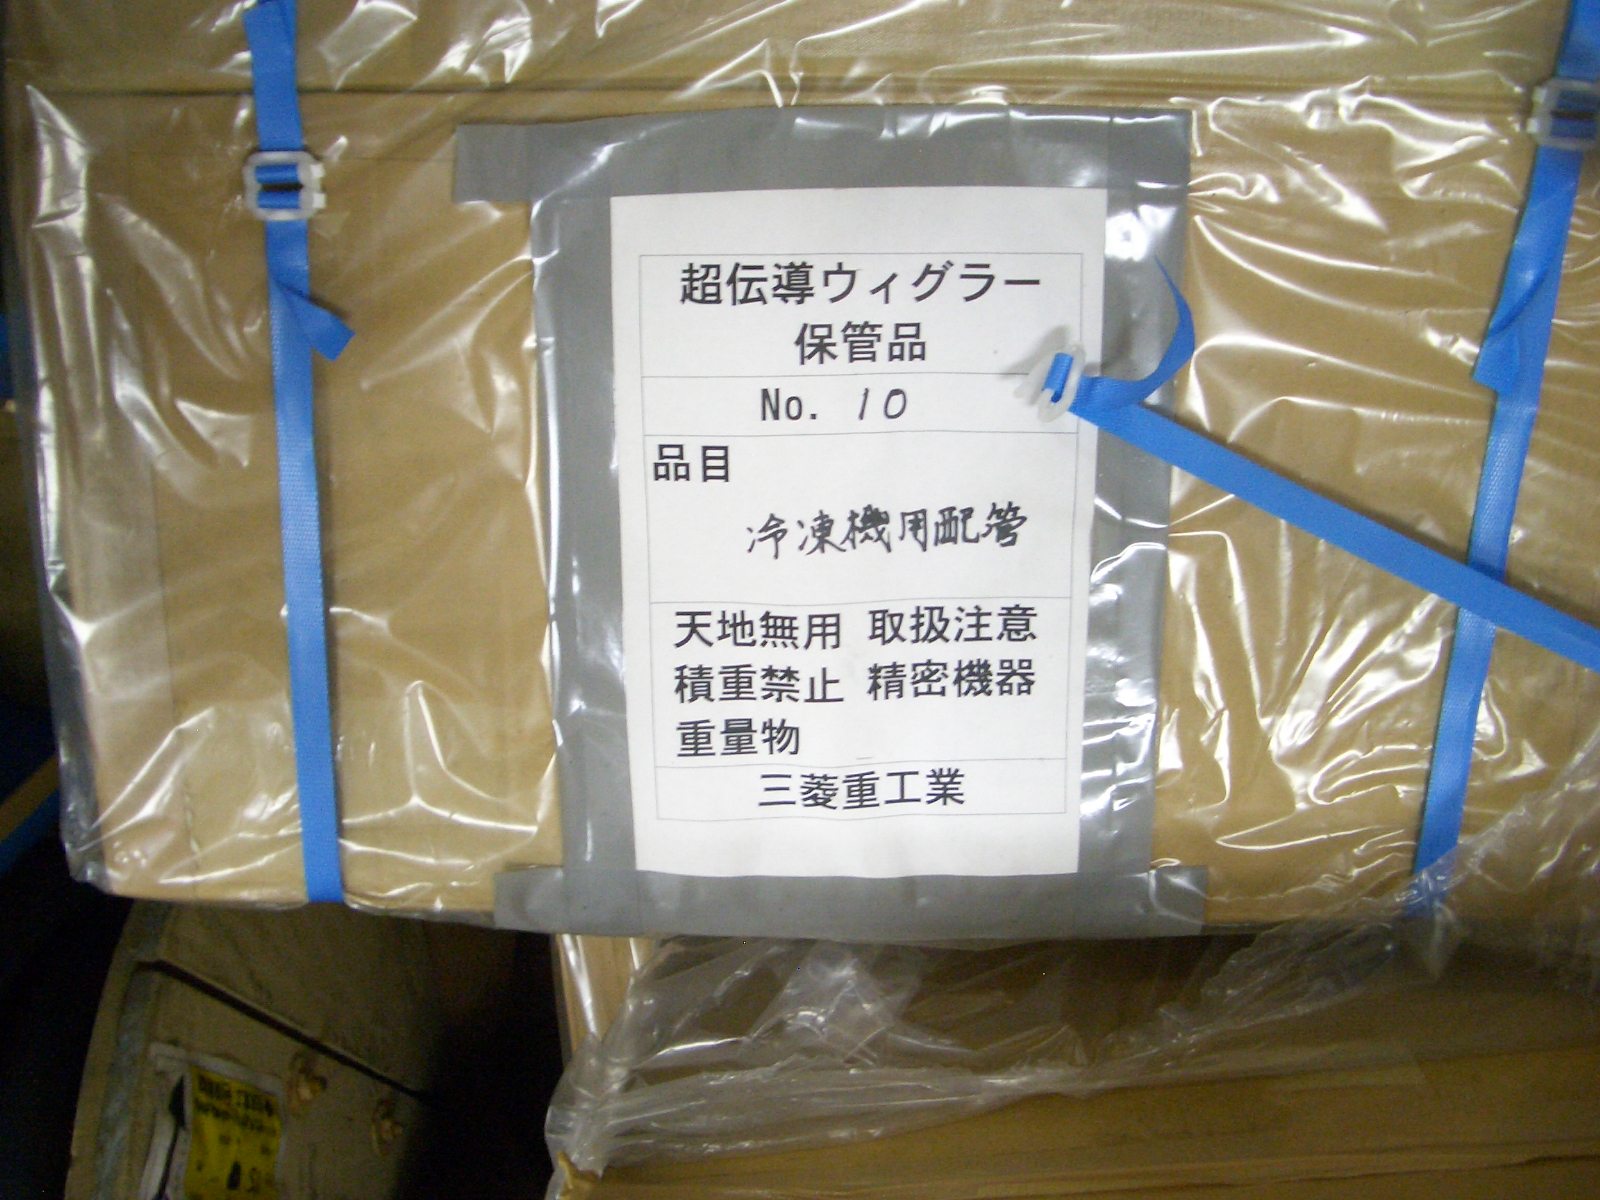 超伝導ウィグラー
保管品
No. 10
品目
冷凍機用配管
天地無用 取扱注意
積重禁止 精密機器
重量物
三菱重工業